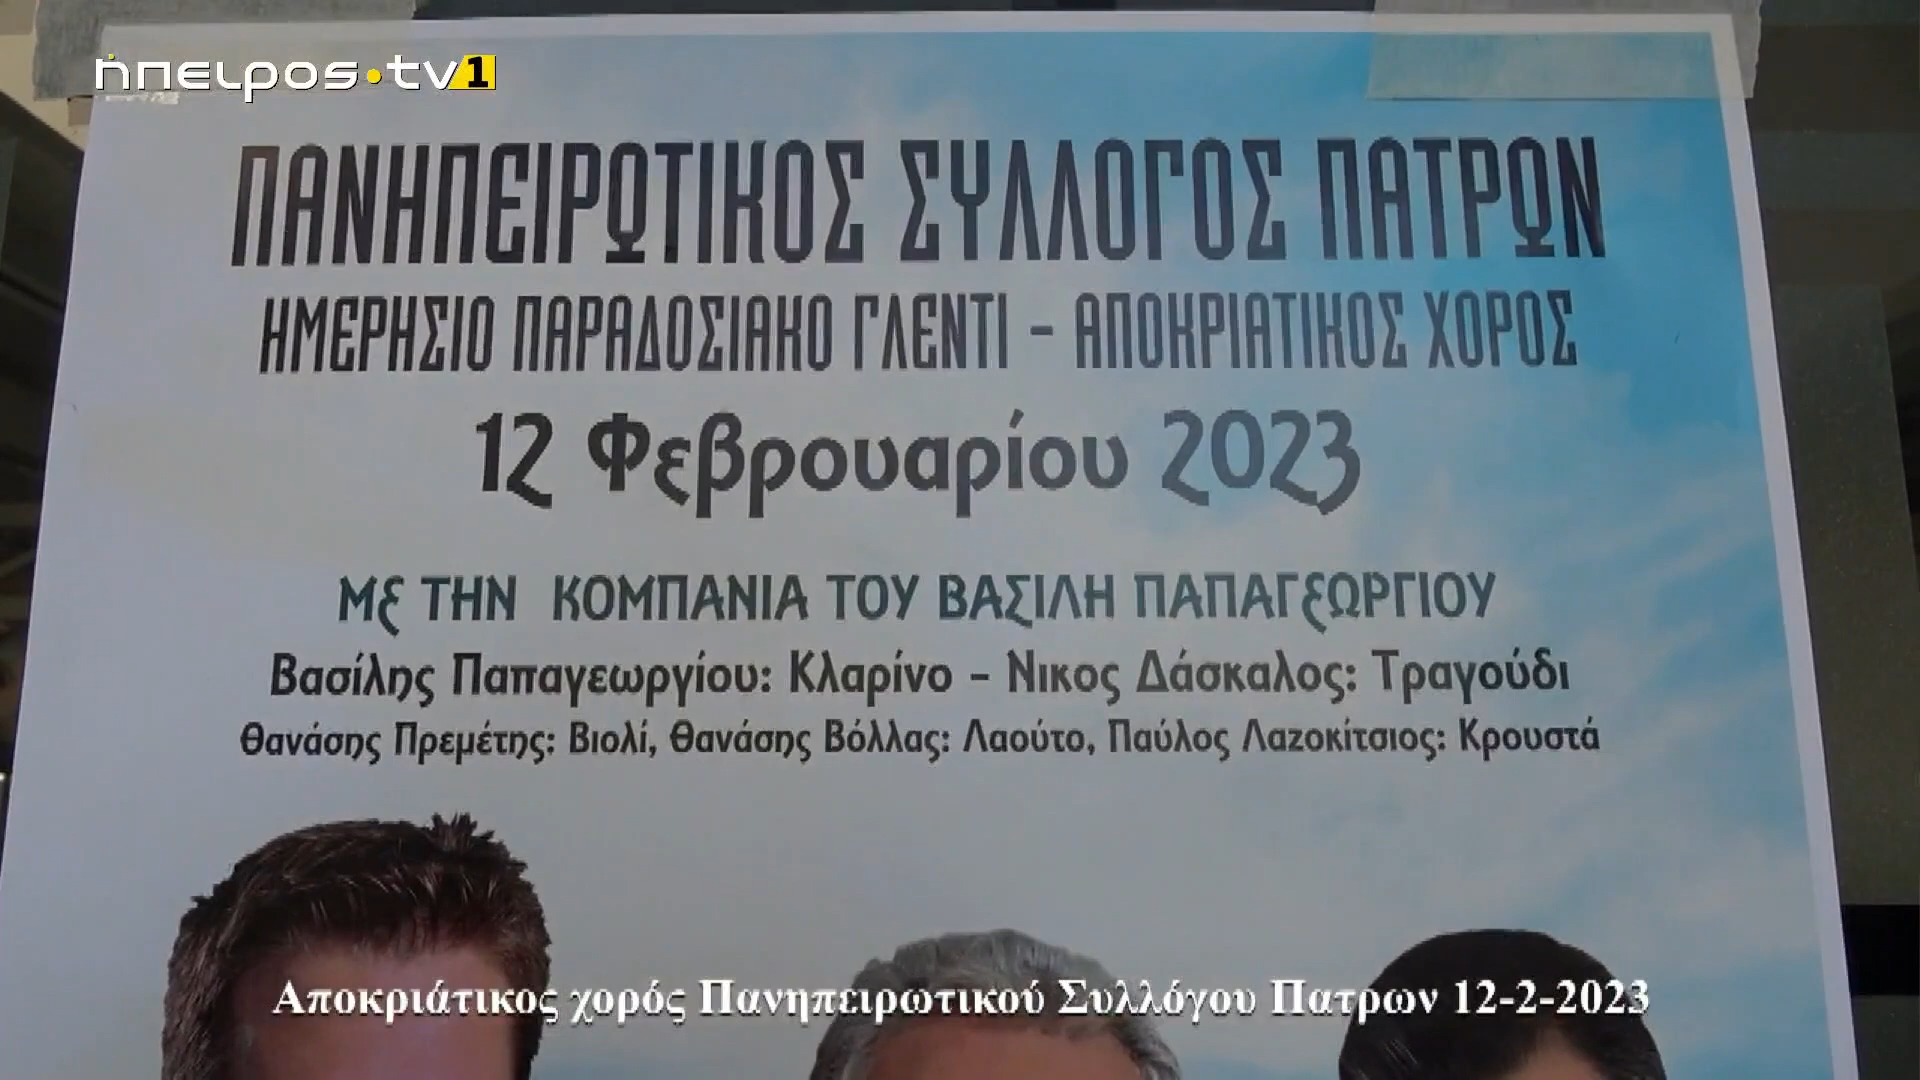 ήπειρος.tv1
ΠΑΝΗΠΕΙΡΩΤΙΚΟΣ ΣΥΛΛΟΓΟΣ ΠΑΤΡΩΝ
ΗΜΕΡΗΣΙΟ ΠΑΡΑΔΟΣΙΑΚΟ ΓΛΕΝΤΙ - ΑΠΟΚΡΙΑΤΙΚΟΣ ΧΟΡΟΣ
12 Φεβρουαρίου 2023
ΜΕ ΤΗΝ ΚΟΜΠΑΝΙΑ ΤΟΥ ΒΑΣΙΛΗ ΠΑΠΑΓΕΩΡΓΙΟΥ
Βασίλης Παπαγεωργίου: Κλαρίνο - Νικος Δάσκαλος: Τραγούδι
Θανάσης Πρεμέτης: Βιολί, Θανάσης Βόλλας: Λαούτο, Παύλος Λαζοκίτσιος: Κρουστά
Αποκριάτικος χορός Πανηπειρωτικού Συλλόγου Πατρων 12-2-2023